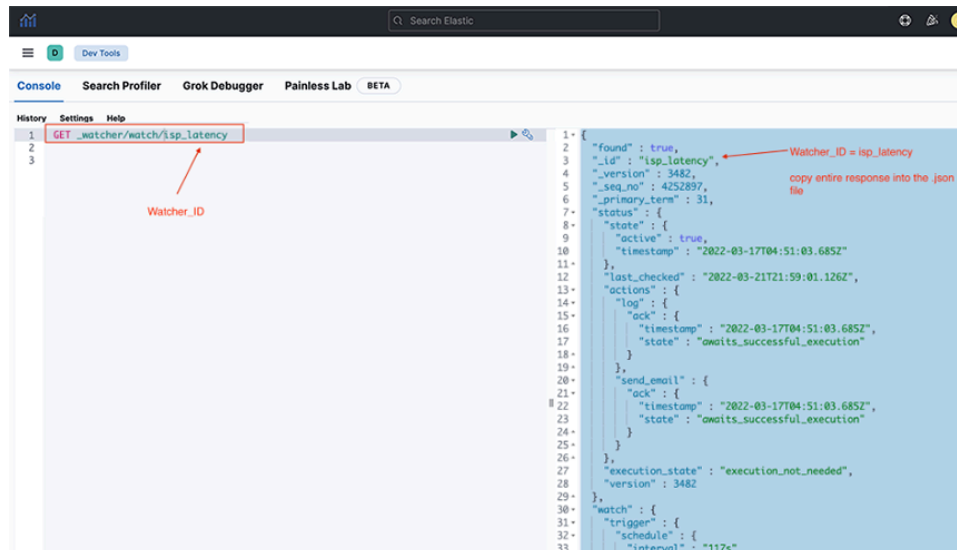 Search Elastic
D Dev Tools
Console Search Profiler Grok Debugger Painless Lab BETA
History Settings Help
1 GET _watcher/watch/isp_latency
2
3
Watcher_ID
1 {
2 "found" : true,
3 "_id" : "isp_latency",
4 "_version" : 3482,
5 "_seq_no" : 4252897,
6 "_primary_term" : 31,
7 "status" : {
8 "state" : {
9 "active" : true,
10 "timestamp" : "2022-03-17T04:51:03.685Z"
11 },
12 "last_checked" : "2022-03-21T21:59:01.126Z",
13 "actions" : {
14 "log" : {
15 "ack" : {
16 "timestamp" : "2022-03-17T04:51:03.685Z",
17 "state" : "awaits_successful_execution"
18 }
19 },
20 "send_email" : {
21 "ack" : {
22 "timestamp" : "2022-03-17T04:51:03.685Z",
23 "state" : "awaits_successful_execution"
24 }
25 }
26 },
27 "execution_state" : "execution_not_needed",
28 "version" : 3482
29 },
30 "watch" : {
31 "trigger" : {
32 "schedule" : {
33 "interval" : "117s"
Watcher_ID = isp_latency
copy entire response into the .json
file